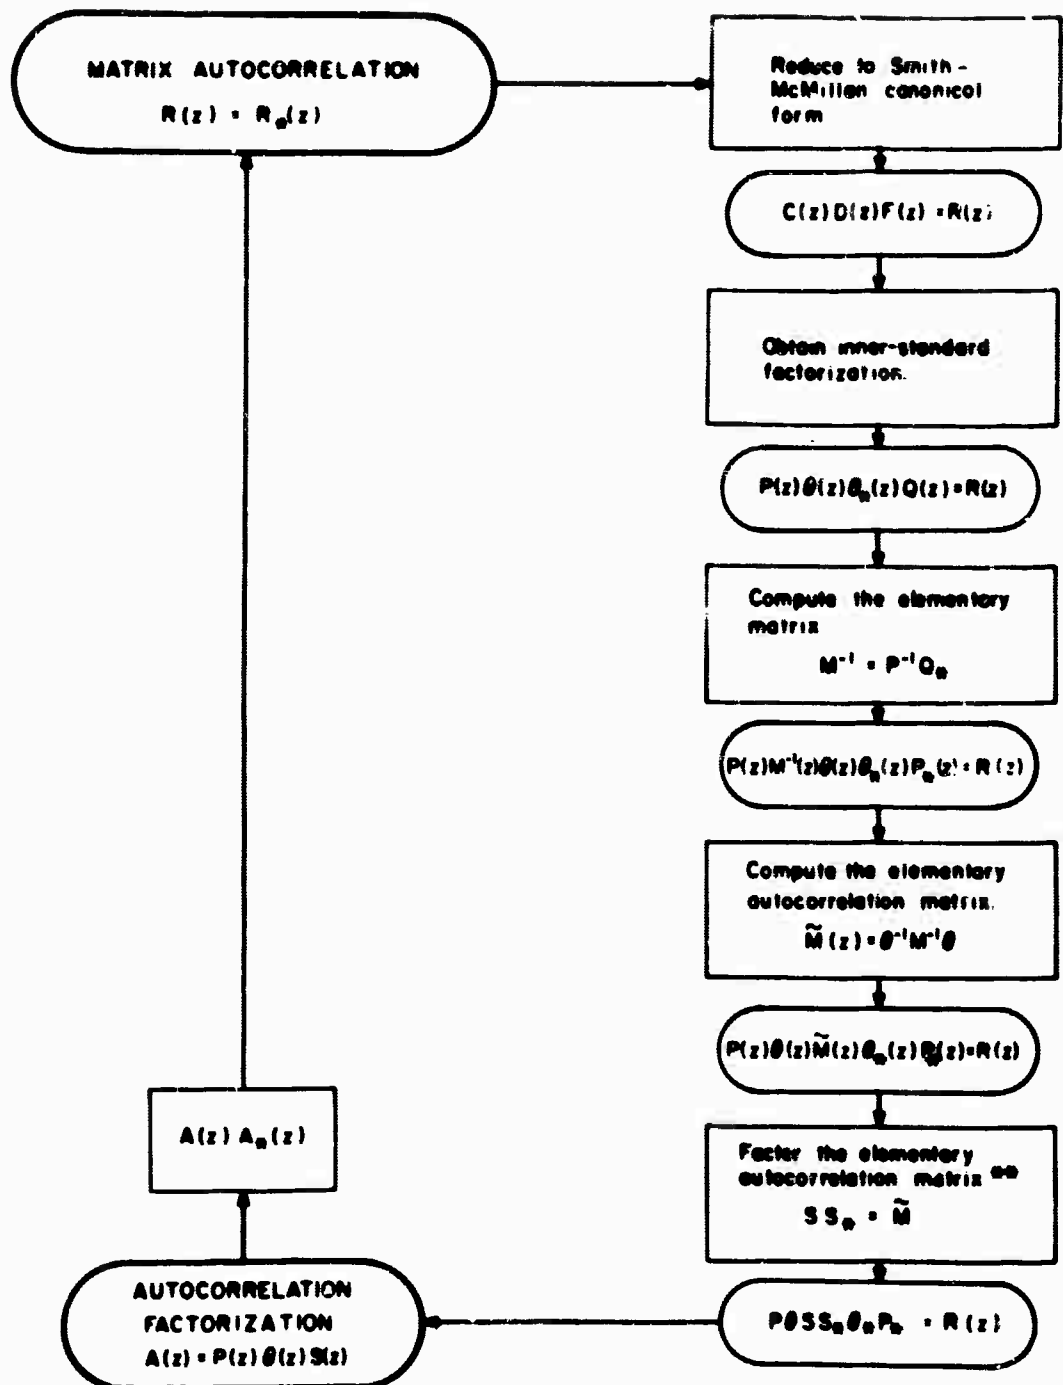 MATRIX AUTOCORRELATION
R(z) = R*(z)
Reduce to Smith-
McMillan canonical
form
C(z)D(z)F(z) = R(z)
Obtain inner-standard
factorization.
P(z)θ(z)θ*(z)Q(z) = R(z)
Compute the elementary
matrix
M⁻¹ = P⁻¹Q*
P(z)M⁻¹(z)θ(z)θ*(z)P*(z) = R(z)
Compute the elementary
autocorrelation matrix.
M̃(z) = θ⁻¹M⁻¹θ
P(z)θ(z)M̃(z)θ*(z)P*(z) = R(z)
Factor the elementary
autocorrelation matrix **
SS* = M̃
PθSS*θ*P* = R(z)
AUTOCORRELATION
FACTORIZATION
A(z) = P(z)θ(z)S(z)
A(z)A*(z)